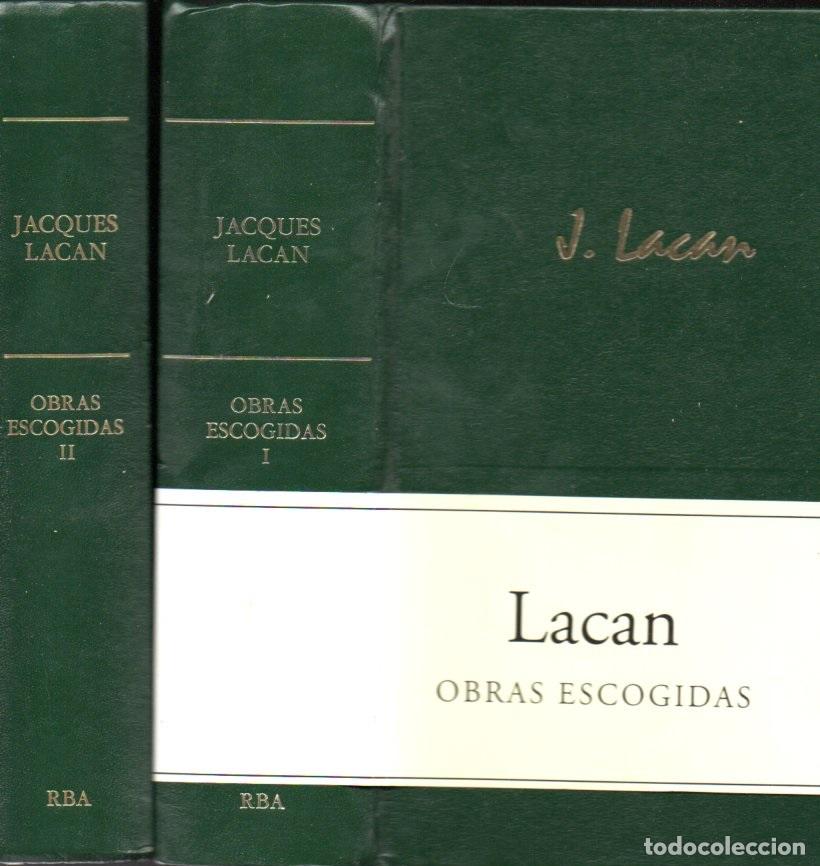 JACQUES
LACAN
OBRAS
ESCOGIDAS
II
RBA
JACQUES
LACAN
OBRAS
ESCOGIDAS
I
RBA
J. Lacan
Lacan
OBRAS ESCOGIDAS
todocoleccion